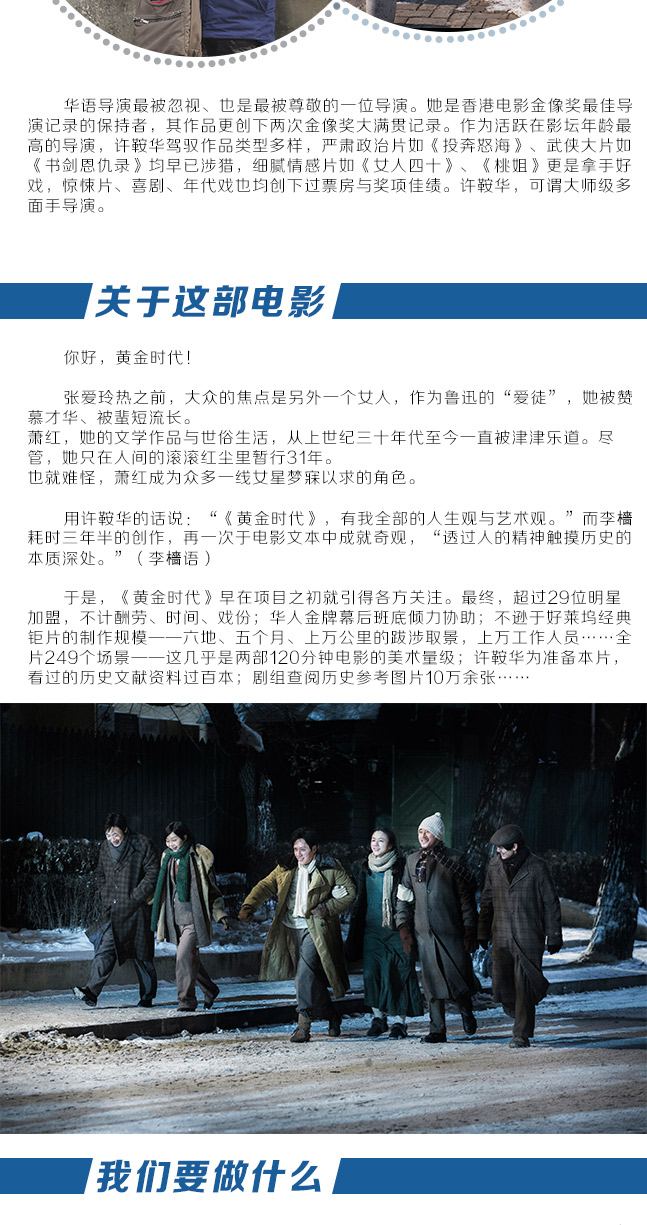 华语导演最被忽视、也是最被尊敬的一位导演。她是香港电影金像奖最佳导
演记录的保持者，其作品更创下两次金像奖大满贯记录。作为活跃在影坛年龄最
高的导演，许鞍华驾驭作品类型多样，严肃政治片如《投奔怒海》、武侠大片如
《书剑恩仇录》均早已涉猎，细腻情感片如《女人四十》、《桃姐》更是拿手好
戏，惊悚片、喜剧、年代戏也均创下过票房与奖项佳绩。许鞍华，可谓大师级多
面手导演。
关于这部电影
你好，黄金时代！
张爱玲热之前，大众的焦点是另外一个女人，作为鲁迅的“爱徒”，她被赞
慕才华、被蜚短流长。
萧红，她的文学作品与世俗生活，从上世纪三十年代至今一直被津津乐道。尽
管，她只在人间的滚滚红尘里暂行31年。
也就难怪，萧红成为众多一线女星梦寐以求的角色。
用许鞍华的话说：“《黄金时代》，有我全部的人生观与艺术观。”而李樯
耗时三年半的创作，再一次于电影文本中成就奇观，“透过人的精神触摸历史的
本质深处。”（李樯语）
于是，《黄金时代》早在项目之初就引得各方关注。最终，超过29位明星
加盟，不计酬劳、时间、戏份；华人金牌幕后班底倾力协助；不逊于好莱坞经典
钜片的制作规模——六地、五个月、上万公里的跋涉取景，上万工作人员……全
片249个场景——这几乎是两部120分钟电影的美术量级；许鞍华为准备本片，
看过的历史文献资料过百本；剧组查阅历史参考图片10万余张……
我们要做什么